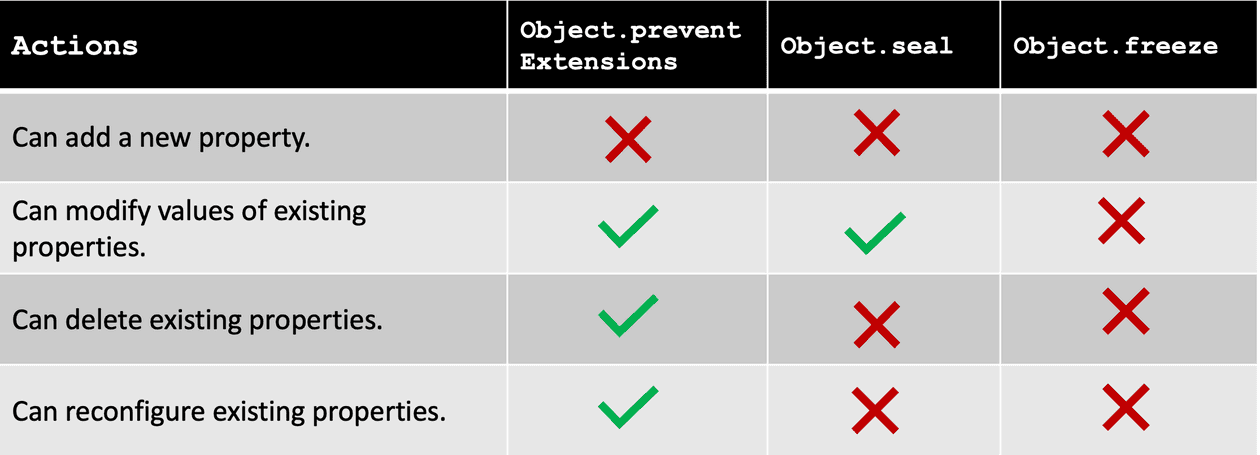 Actions
Object.prevent
Extensions
Object.seal
Object.freeze
Can add a new property.
Can modify values of existing
properties.
Can delete existing properties.
Can reconfigure existing properties.